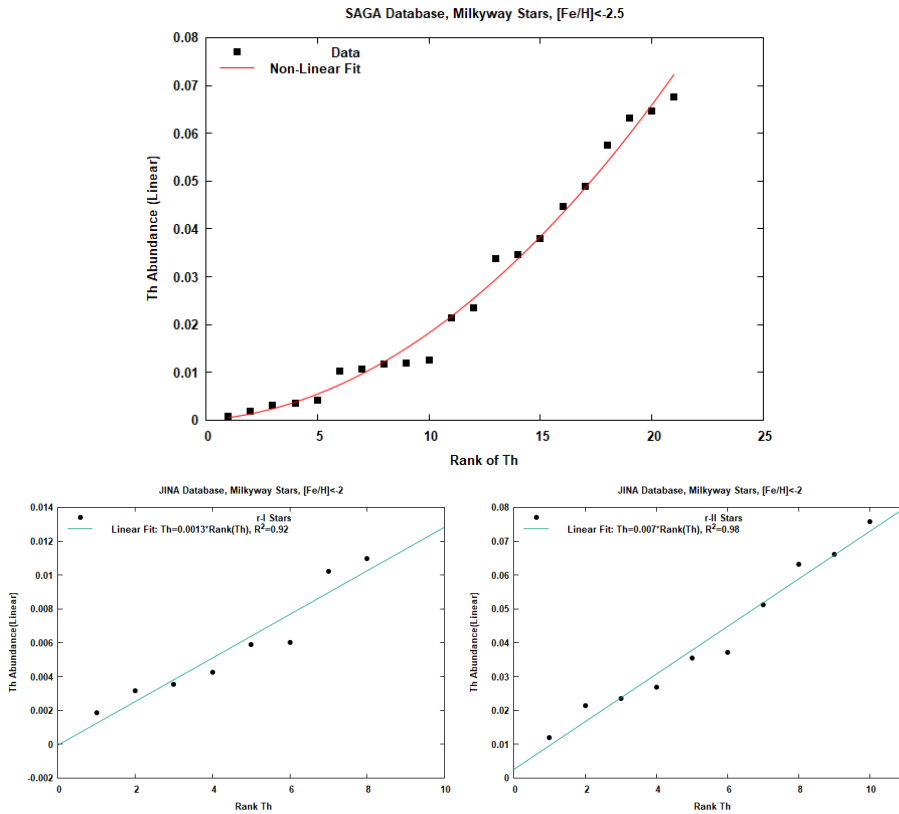 SAGA Database, Milkyway Stars, [Fe/H]<-2.5
Data
Non-Linear Fit
0.08
0.07
0.06
0.05
0.04
0.03
0.02
0.01
0
Th Abundance (Linear)
0 5 10 15 20 25
Rank of Th
JINA Database, Milkyway Stars, [Fe/H]<-2
r-I Stars
Linear Fit: Th=0.0013*Rank(Th), R²=0.92
0.014
0.012
0.01
0.008
0.006
0.004
0.002
0
-0.002
Th Abundance(Linear)
0 2 4 6 8 10
Rank Th
JINA Database, Milkyway Stars, [Fe/H]<-2
r-II Stars
Linear Fit: Th=0.007*Rank(Th), R²=0.98
0.08
0.07
0.06
0.05
0.04
0.03
0.02
0.01
0
Th Abundance(Linear)
0 2 4 6 8 10
Rank Th